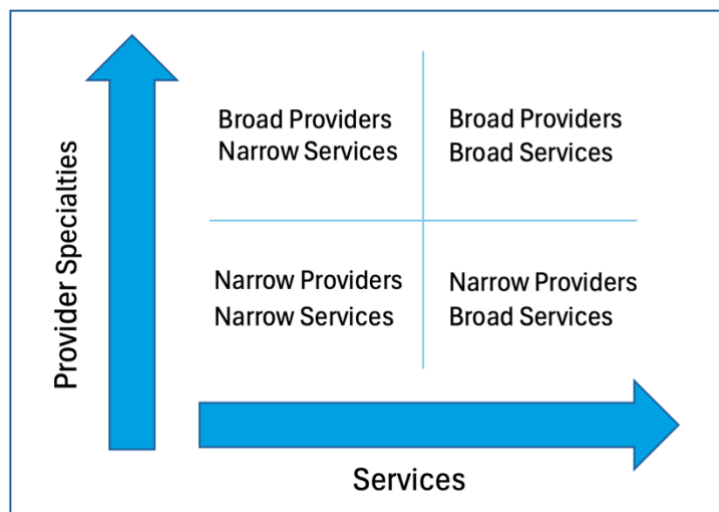 Provider Specialties
Broad Providers
Narrow Services
Broad Providers
Broad Services
Narrow Providers
Narrow Services
Narrow Providers
Broad Services
Services